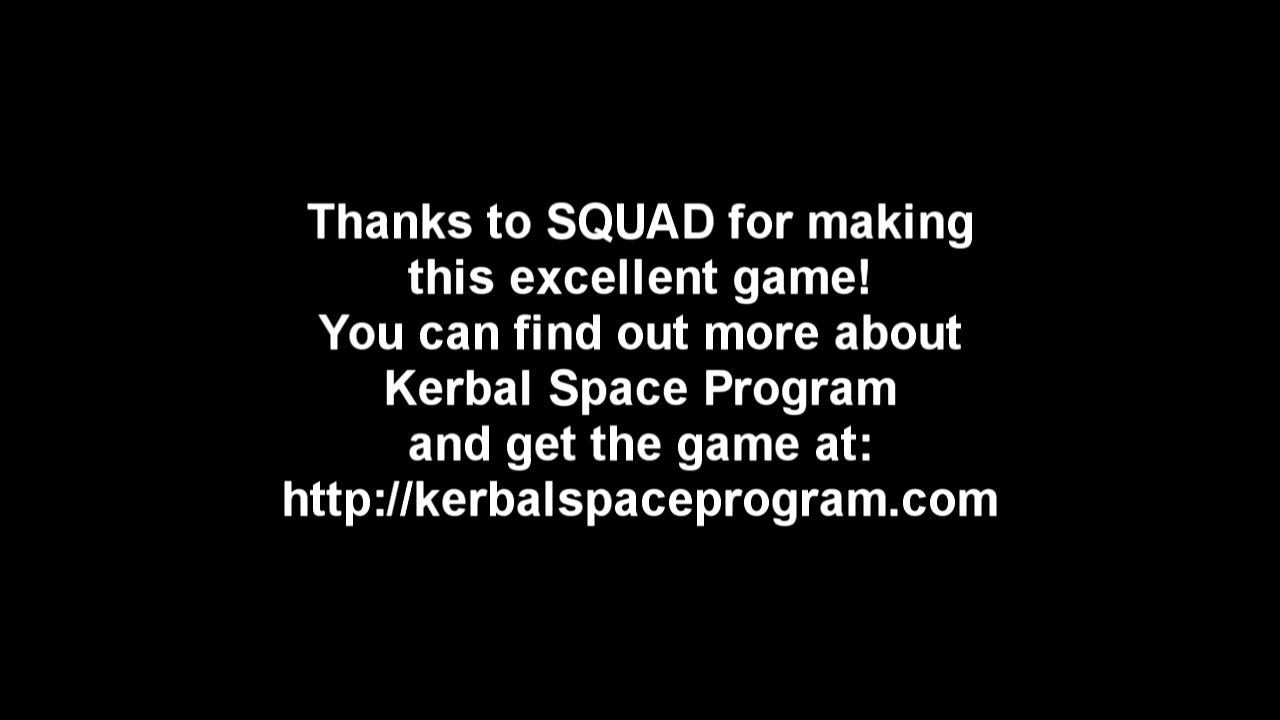 Thanks to SQUAD for making
this excellent game!
You can find out more about
Kerbal Space Program
and get the game at:
http://kerbalspaceprogram.com